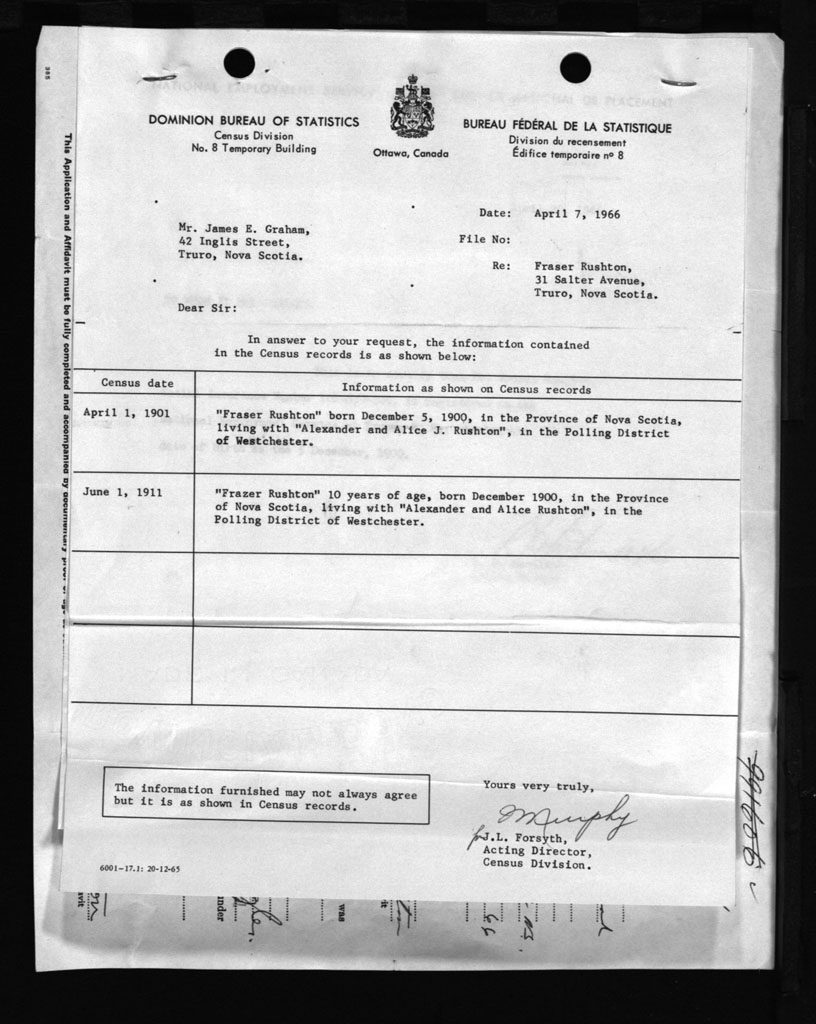 DOMINION BUREAU OF STATISTICS
Census Division
No. 8 Temporary Building
Ottawa, Canada
BUREAU FÉDÉRAL DE LA STATISTIQUE
Division du recensement
Édifice temporaire nº 8
Date: April 7, 1966
Mr. James E. Graham,
42 Inglis Street,
Truro, Nova Scotia.
File No:
Re: Fraser Rushton,
31 Salter Avenue,
Truro, Nova Scotia.
Dear Sir:
In answer to your request, the information contained
in the Census records is as shown below:
Census date
Information as shown on Census records
April 1, 1901
"Fraser Rushton" born December 5, 1900, in the Province of Nova Scotia,
living with "Alexander and Alice J. Rushton", in the Polling District
of Westchester.
June 1, 1911
"Frazer Rushton" 10 years of age, born December 1900, in the Province
of Nova Scotia, living with "Alexander and Alice Rushton", in the
Polling District of Westchester.
The information furnished may not always agree
but it is as shown in Census records.
Yours very truly,
Murphy
for J.L. Forsyth,
Acting Director,
Census Division.
6001-17.1: 20-12-65
This Application and Affidavit must be fully completed and accompanied by documentary proof of age
under
was
it
66